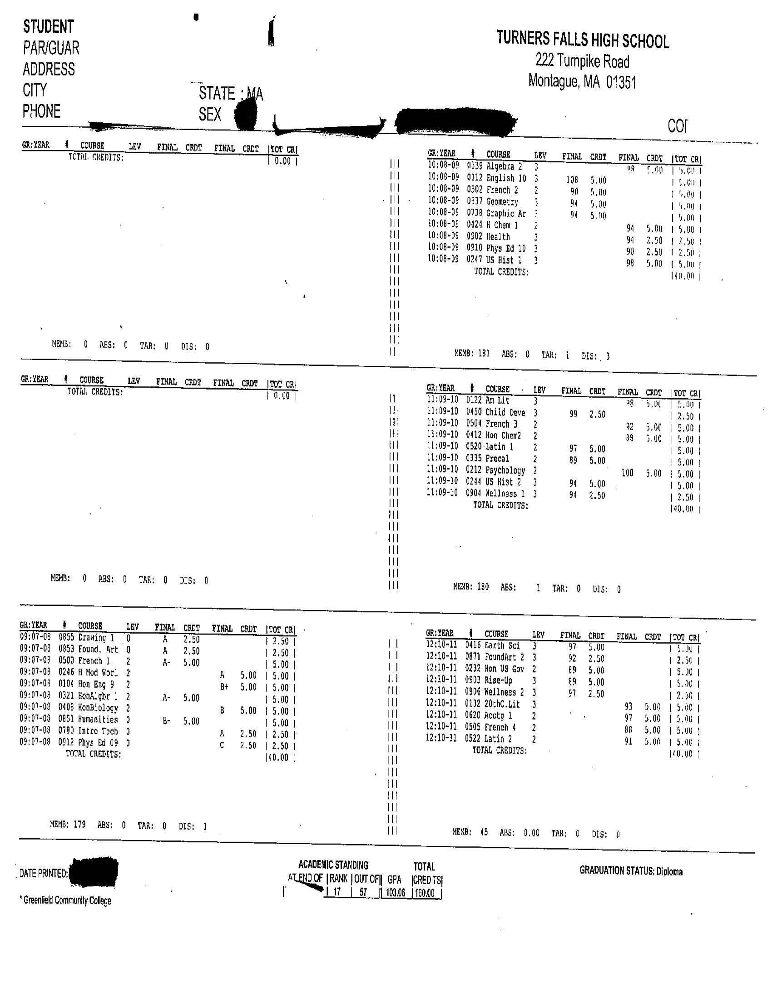 STUDENT
PAR/GUAR
ADDRESS
CITY
STATE : MA
PHONE
SEX
TURNERS FALLS HIGH SCHOOL
222 Turnpike Road
Montague, MA 01351
GR:YEAR # COURSE LEV FINAL CRDT FINAL CRDT |TOT CR|
TOTAL CREDITS: | 0.00 |
MEMB: 0 ABS: 0 TAR: 0 DIS: 0
GR:YEAR # COURSE LEV FINAL CRDT FINAL CRDT |TOT CR|
10:08-09 0339 Algebra 2 3 98 5.00 | 5.00 |
10:08-09 0112 English 10 3 108 5.00 | 5.00 |
10:08-09 0502 French 2 2 90 5.00 | 5.00 |
10:08-09 0337 Geometry 3 94 5.00 | 5.00 |
10:08-09 0738 Graphic Ar 3 94 5.00 | 5.00 |
10:08-09 0424 H Chem 1 2 94 5.00 | 5.00 |
10:08-09 0902 Health 3 94 2.50 | 2.50 |
10:08-09 0910 Phys Ed 10 3 90 2.50 | 2.50 |
10:08-09 0247 US Hist 1 3 98 5.00 | 5.00 |
TOTAL CREDITS: |40.00 |
MEMB: 181 ABS: 0 TAR: 1 DIS: 3
GR:YEAR # COURSE LEV FINAL CRDT FINAL CRDT |TOT CR|
TOTAL CREDITS: | 0.00 |
MEMB: 0 ABS: 0 TAR: 0 DIS: 0
GR:YEAR # COURSE LEV FINAL CRDT FINAL CRDT |TOT CR|
11:09-10 0122 Am Lit 3 98 5.00 | 5.00 |
11:09-10 0450 Child Deve 3 99 2.50 | 2.50 |
11:09-10 0504 French 3 2 92 5.00 | 5.00 |
11:09-10 0412 Hon Chem2 2 89 5.00 | 5.00 |
11:09-10 0520 Latin 1 2 97 5.00 | 5.00 |
11:09-10 0335 Precal 2 89 5.00 | 5.00 |
11:09-10 0212 Psychology 2 100 5.00 | 5.00 |
11:09-10 0244 US Hist 2 3 94 5.00 | 5.00 |
11:09-10 0904 Wellness 1 3 94 2.50 | 2.50 |
TOTAL CREDITS: |40.00 |
MEMB: 180 ABS: 1 TAR: 0 DIS: 0
GR:YEAR # COURSE LEV FINAL CRDT FINAL CRDT |TOT CR|
09:07-08 0855 Drawing 1 0 A 2.50 | 2.50 |
09:07-08 0853 Found. Art 0 A 2.50 | 2.50 |
09:07-08 0500 French 1 2 A- 5.00 | 5.00 |
09:07-08 0246 H Mod Worl 2 A 5.00 | 5.00 |
09:07-08 0104 Hon Eng 9 2 B+ 5.00 | 5.00 |
09:07-08 0321 HonAlgbr 1 2 A- 5.00 | 5.00 |
09:07-08 0408 HonBiology 2 B 5.00 | 5.00 |
09:07-08 0851 Humanities 0 B- 5.00 | 5.00 |
09:07-08 0780 Intro Tech 0 A 2.50 | 2.50 |
09:07-08 0912 Phys Ed 09 0 C 2.50 | 2.50 |
TOTAL CREDITS: |40.00 |
MEMB: 179 ABS: 0 TAR: 0 DIS: 1
GR:YEAR # COURSE LEV FINAL CRDT FINAL CRDT |TOT CR|
12:10-11 0416 Earth Sci 3 97 5.00 | 5.00 |
12:10-11 0871 FoundArt 2 3 92 2.50 | 2.50 |
12:10-11 0232 Hon US Gov 2 89 5.00 | 5.00 |
12:10-11 0903 Rise-Up 3 89 5.00 | 5.00 |
12:10-11 0906 Wellness 2 3 97 2.50 | 2.50 |
12:10-11 0132 20thC.Lit 3 93 5.00 | 5.00 |
12:10-11 0620 Acctg 1 2 97 5.00 | 5.00 |
12:10-11 0505 French 4 2 88 5.00 | 5.00 |
12:10-11 0522 Latin 2 2 91 5.00 | 5.00 |
TOTAL CREDITS: |40.00 |
MEMB: 45 ABS: 0.00 TAR: 0 DIS: 0
DATE PRINTED:
* Greenfield Community College
ACADEMIC STANDING TOTAL
AT END OF | RANK | OUT OF|| GPA |CREDITS|
| 17 | 57 || 103.06 | 160.00 |
GRADUATION STATUS: Diploma